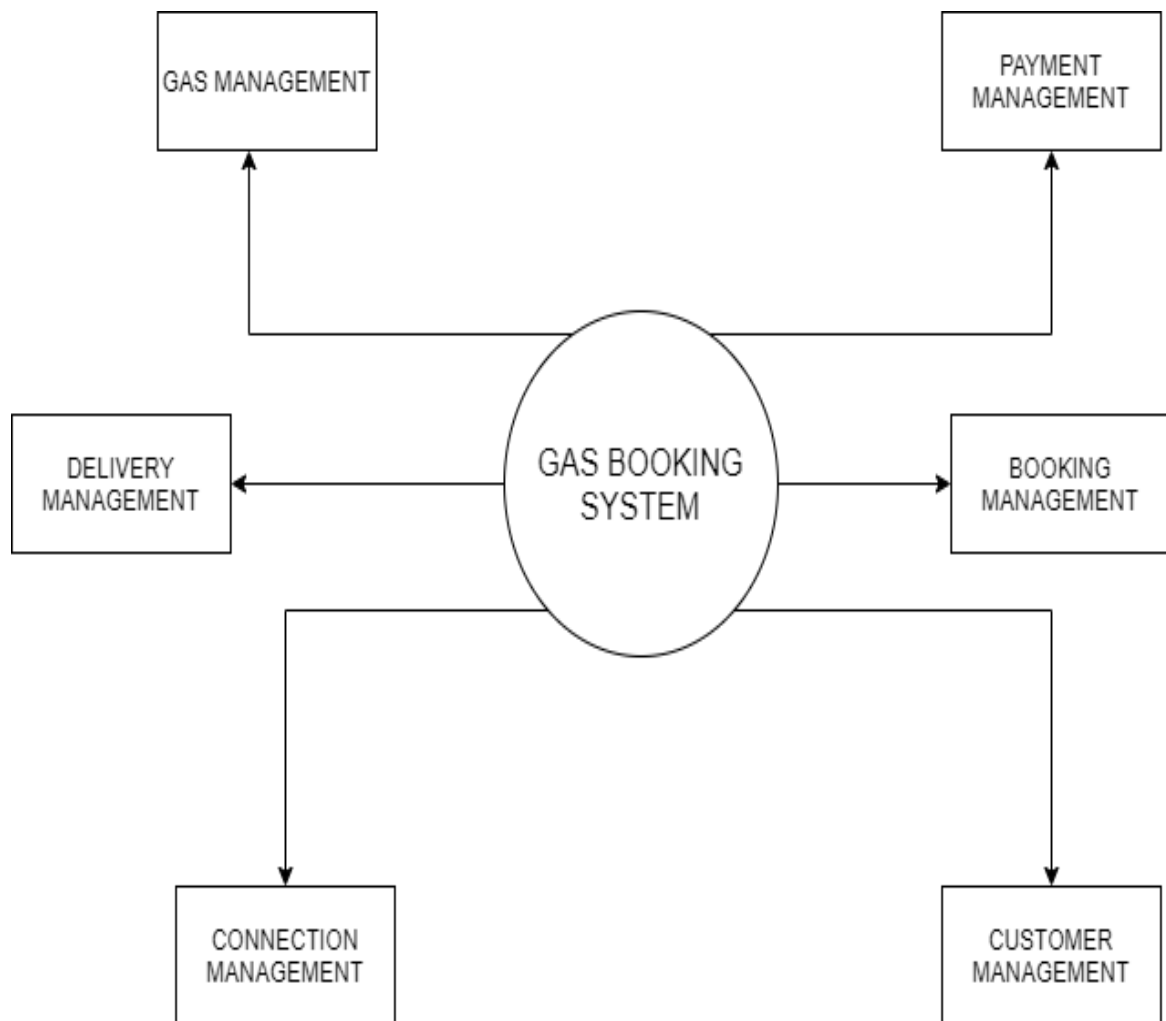 GAS MANAGEMENT
PAYMENT
MANAGEMENT
DELIVERY
MANAGEMENT
GAS BOOKING
SYSTEM
BOOKING
MANAGEMENT
CONNECTION
MANAGEMENT
CUSTOMER
MANAGEMENT